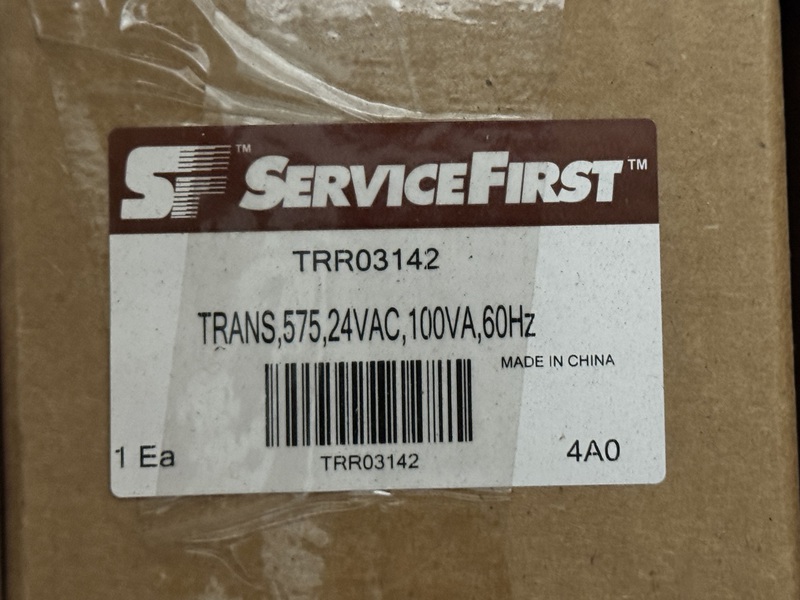 SF™ SERVICEFIRST™
TRR03142
TRANS,575,24VAC,100VA,60Hz
MADE IN CHINA
1 Ea
TRR03142
4A0